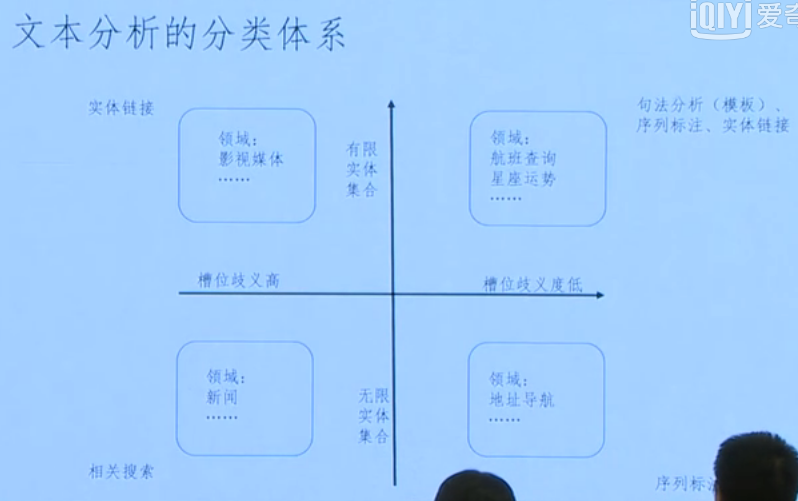 iQIYI 爱奇
文本分析的分类体系
实体链接
领域：
影视媒体
……
有限
实体
集合
领域：
航班查询
星座运势
……
句法分析（模板）、
序列标注、实体链接
槽位歧义高
槽位歧义度低
领域：
新闻
……
无限
实体
集合
领域：
地址导航
……
相关搜索
序列标